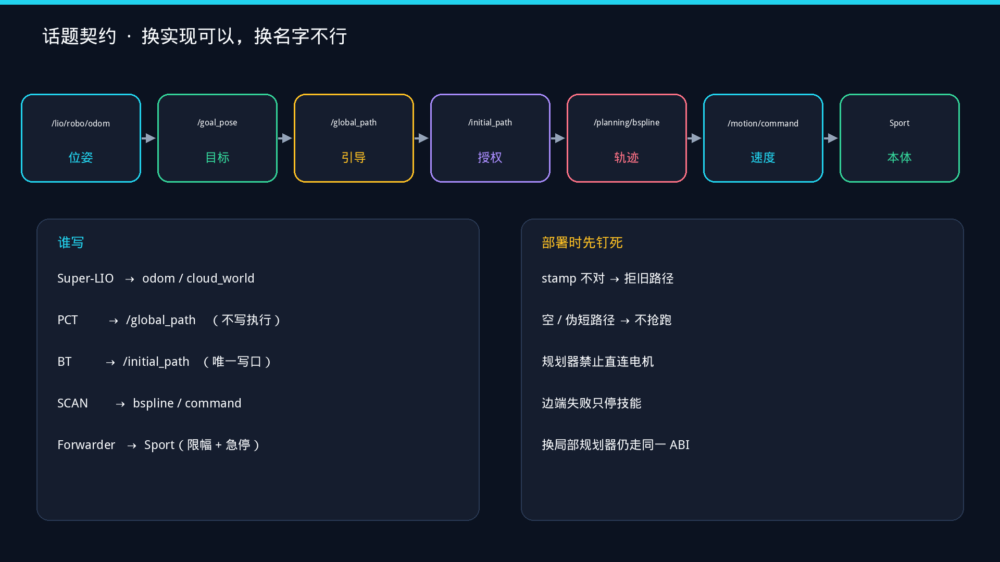 话题契约 · 换实现可以，换名字不行
/lio/robo/odom
位姿
/goal_pose
目标
/global_path
引导
/initial_path
授权
/planning/bspline
轨迹
/motion/command
速度
Sport
本体
谁写
Super-LIO → odom / cloud_world
PCT → /global_path （不写执行）
BT → /initial_path （唯一写口）
SCAN → bspline / command
Forwarder → Sport（限幅 + 急停）
部署时先钉死
stamp 不对 → 拒旧路径
空 / 伪短路径 → 不抢跑
规划器禁止直连电机
边端失败只停技能
换局部规划器仍走同一 ABI